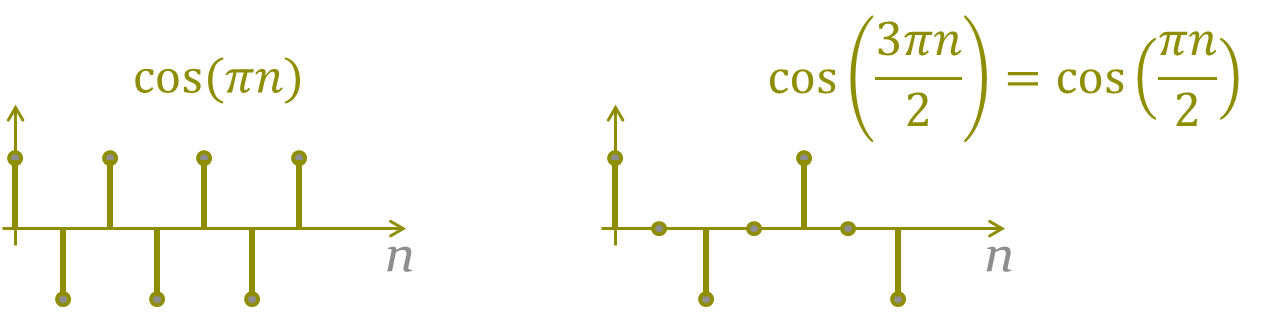 cos(πn)
cos(3πn/2) = cos(πn/2)
n
n